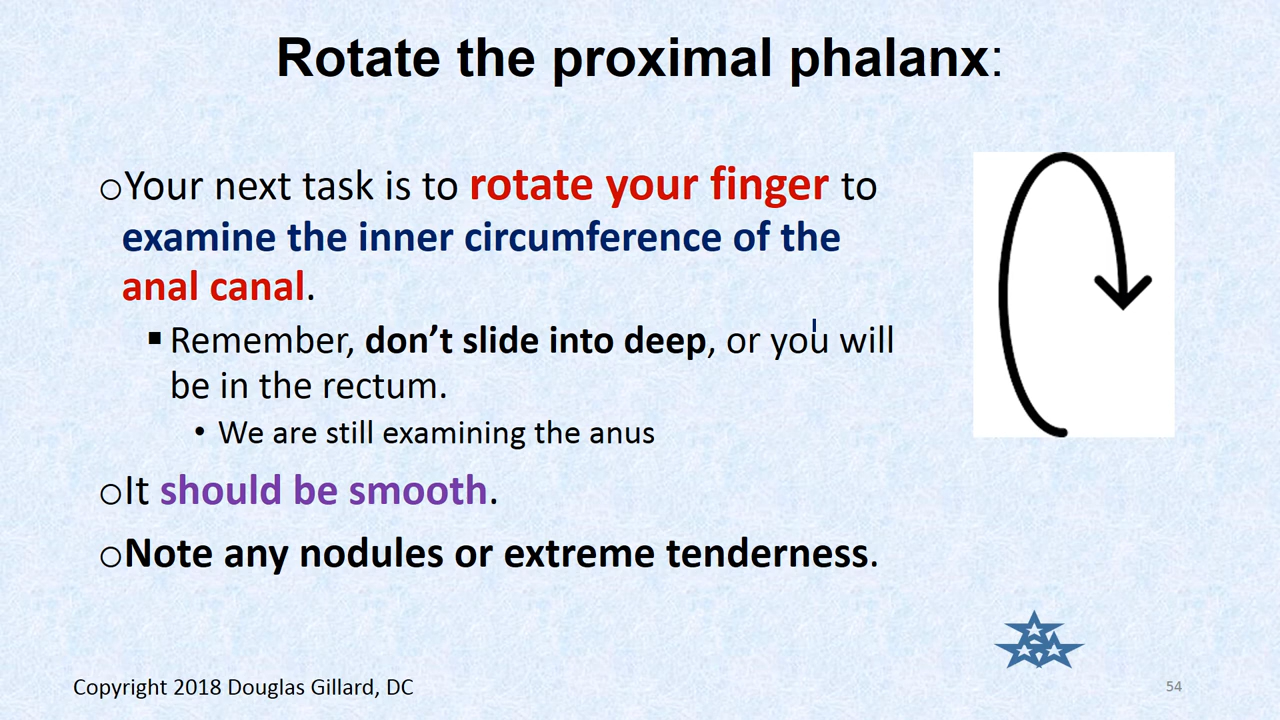 Rotate the proximal phalanx:
oYour next task is to rotate your finger to
examine the inner circumference of the
anal canal.
▪ Remember, don’t slide into deep, or you will
be in the rectum.
• We are still examining the anus
oIt should be smooth.
oNote any nodules or extreme tenderness.
Copyright 2018 Douglas Gillard, DC
54